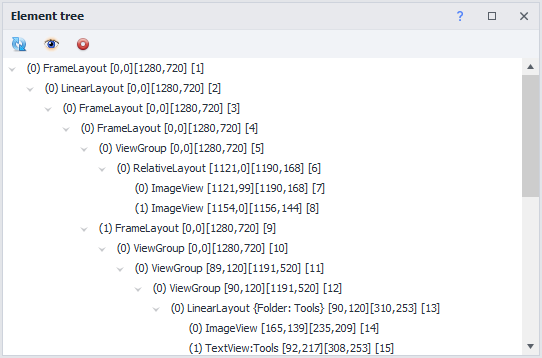 Element tree
?
(0) FrameLayout [0,0][1280,720] [1]
(0) LinearLayout [0,0][1280,720] [2]
(0) FrameLayout [0,0][1280,720] [3]
(0) FrameLayout [0,0][1280,720] [4]
(0) ViewGroup [0,0][1280,720] [5]
(0) RelativeLayout [1121,0][1190,168] [6]
(0) ImageView [1121,99][1190,168] [7]
(1) ImageView [1154,0][1156,144] [8]
(1) FrameLayout [0,0][1280,720] [9]
(0) ViewGroup [0,0][1280,720] [10]
(0) ViewGroup [89,120][1191,520] [11]
(0) ViewGroup [90,120][1191,520] [12]
(0) LinearLayout {Folder: Tools} [90,120][310,253] [13]
(0) ImageView [165,139][235,209] [14]
(1) TextView:Tools [92,217][308,253] [15]